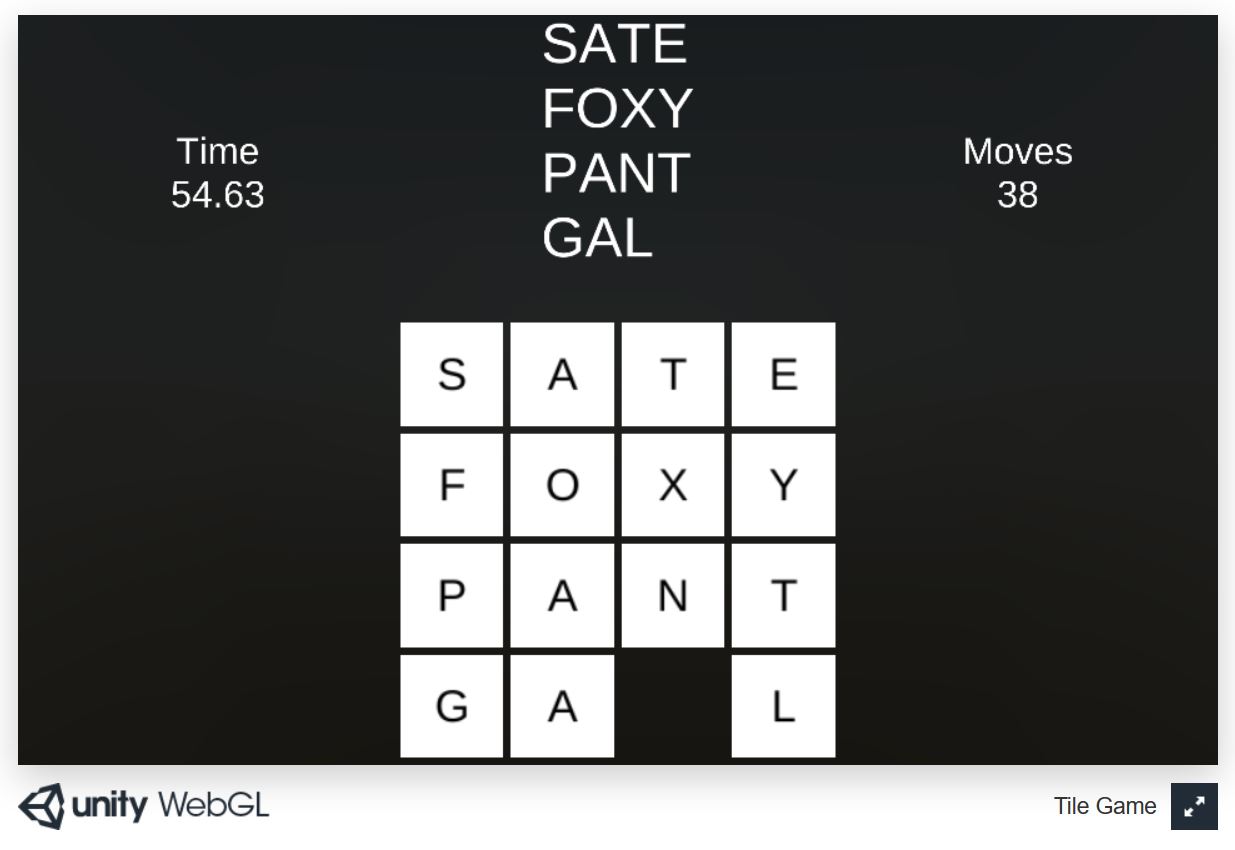 SATE
FOXY
PANT
GAL
Time
54.63
Moves
38
S A T E
F O X Y
P A N T
G A L
unity WebGL
Tile Game